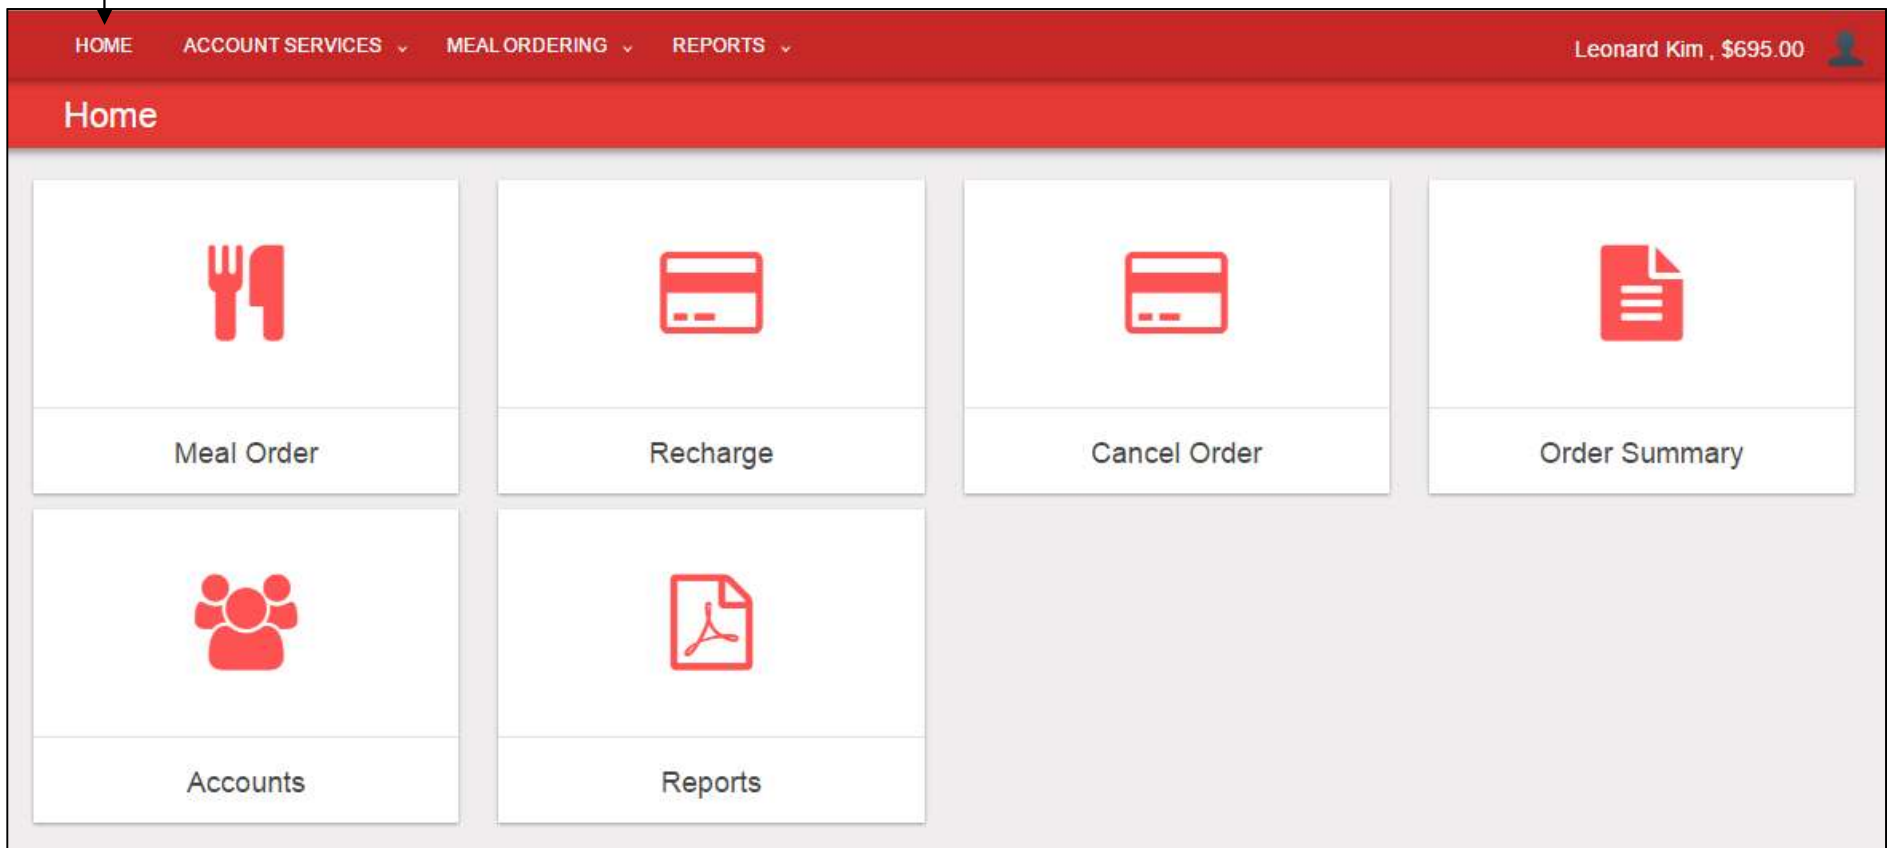 HOME ACCOUNT SERVICES MEAL ORDERING REPORTS Leonard Kim , $695.00
Home
Meal Order Recharge Cancel Order Order Summary
Accounts Reports